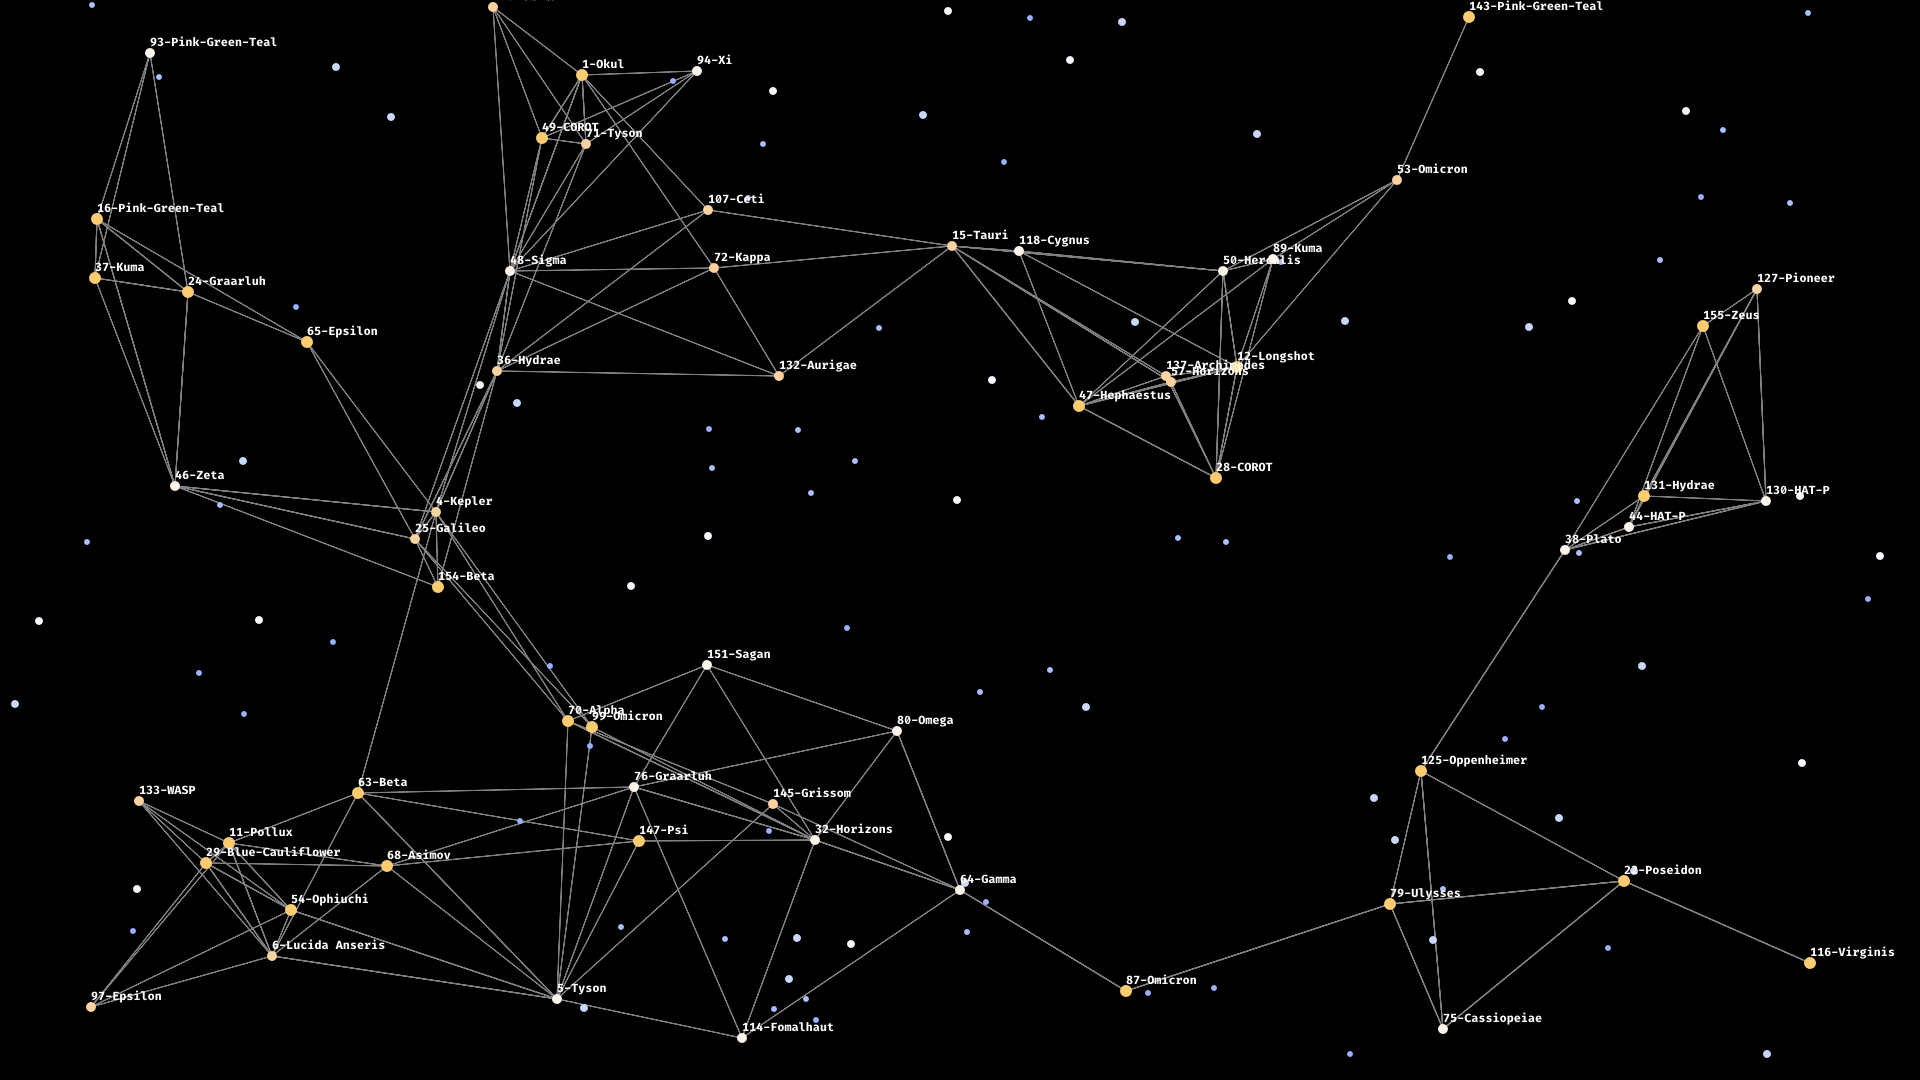 143-Pink-Green-Teal
93-Pink-Green-Teal
1-Okul
94-Xi
49-COROT
71-Tyson
53-Omicron
107-Ceti
16-Pink-Green-Teal
15-Tauri
118-Cygnus
89-Kuma
72-Kappa
48-Sigma
50-Herculis
37-Kuma
24-Graarluh
127-Pioneer
155-Zeus
65-Epsilon
12-Longshot
36-Hydrae
132-Aurigae
137-Archimedes
57-Horizons
47-Hephaestus
28-COROT
46-Zeta
131-Hydrae
130-HAT-P
4-Kepler
44-HAT-P
25-Galileo
38-Plato
154-Beta
151-Sagan
70-Alpha
99-Omicron
80-Omega
125-Oppenheimer
76-Graarluh
63-Beta
133-WASP
145-Grissom
11-Pollux
147-Psi
32-Horizons
29-Blue-Cauliflower
68-Asimov
22-Poseidon
64-Gamma
79-Ulysses
54-Ophiuchi
6-Lucida Anseris
116-Virginis
87-Omicron
5-Tyson
97-Epsilon
75-Cassiopeiae
114-Fomalhaut